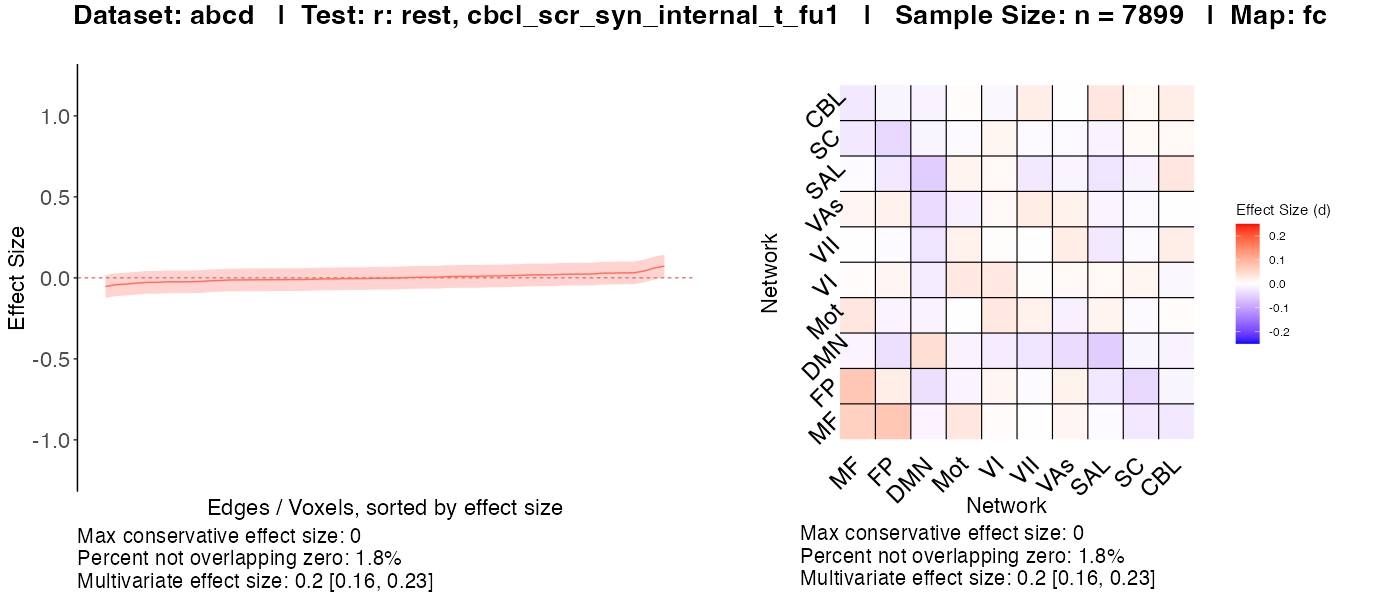 Dataset: abcd | Test: r: rest, cbcl_scr_syn_internal_t_fu1 | Sample Size: n = 7899 | Map: fc
Effect Size
1.0
0.5
0.0
-0.5
-1.0
Edges / Voxels, sorted by effect size
Max conservative effect size: 0
Percent not overlapping zero: 1.8%
Multivariate effect size: 0.2 [0.16, 0.23]
Network
CBL
SC
SAL
VAs
VII
VI
Mot
DMN
FP
MF
MF
FP
DMN
Mot
VI
VII
VAs
SAL
SC
CBL
Network
Effect Size (d)
0.2
0.1
0.0
-0.1
-0.2
Max conservative effect size: 0
Percent not overlapping zero: 1.8%
Multivariate effect size: 0.2 [0.16, 0.23]